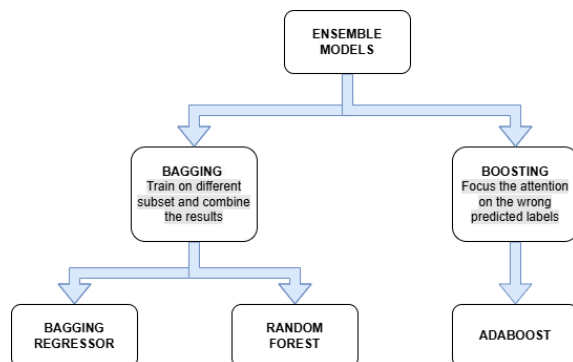 ENSEMBLE
MODELS
BAGGING
Train on different
subset and combine
the results
BOOSTING
Focus the attention
on the wrong
predicted labels
BAGGING
REGRESSOR
RANDOM
FOREST
ADABOOST